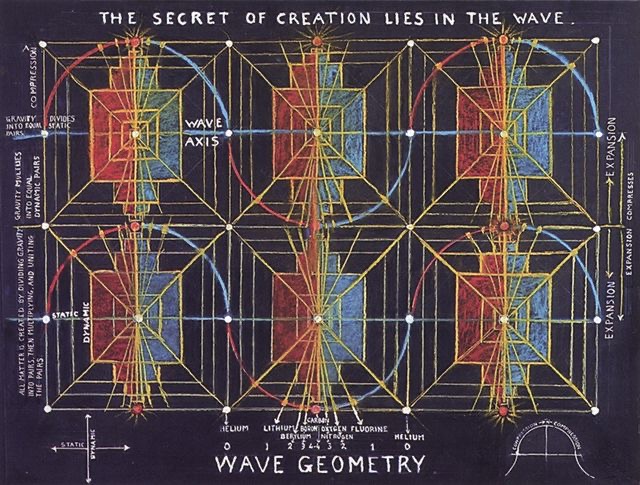 THE SECRET OF CREATION LIES IN THE WAVE.
COMPRESSION
GRAVITY DIVIDES
INTO EQUAL STATIC
PAIRS.
WAVE
AXIS
GRAVITY MULTIPLIES
INTO EQUAL
DYNAMIC PAIRS
EXPANSION
EXPANSION COMPRESSES
EXPANSION
ALL MATTER IS CREATED BY DIVIDING GRAVITY
INTO PAIRS, THEN MULTIPLYING, AND UNITING
THE PAIRS
STATIC
DYNAMIC
HELIUM LITHIUM BORON CARBON OXYGEN FLUORINE HELIUM
BERYLIUM NITROGEN
0 1 2 3 4 4 3 2 1 0
STATIC
DYNAMIC
WAVE GEOMETRY
COMPRESSION
COMPRESSION